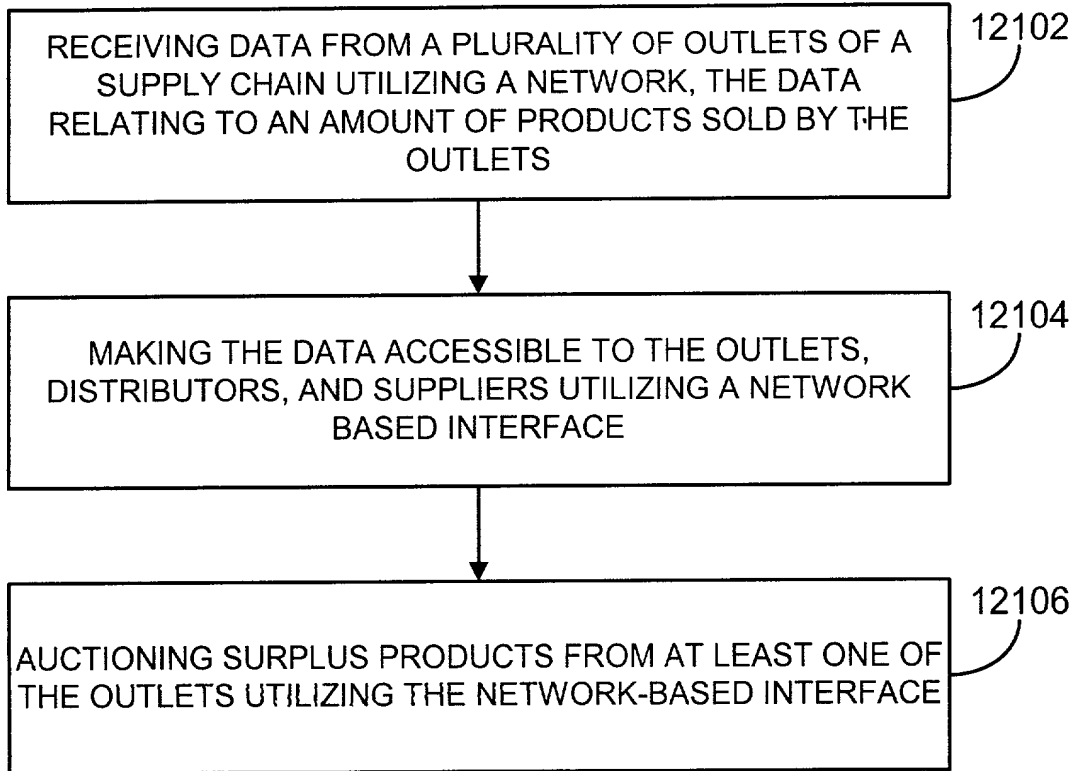 12102
RECEIVING DATA FROM A PLURALITY OF OUTLETS OF A
SUPPLY CHAIN UTILIZING A NETWORK, THE DATA
RELATING TO AN AMOUNT OF PRODUCTS SOLD BY THE
OUTLETS
12104
MAKING THE DATA ACCESSIBLE TO THE OUTLETS,
DISTRIBUTORS, AND SUPPLIERS UTILIZING A NETWORK
BASED INTERFACE
12106
AUCTIONING SURPLUS PRODUCTS FROM AT LEAST ONE OF
THE OUTLETS UTILIZING THE NETWORK-BASED INTERFACE